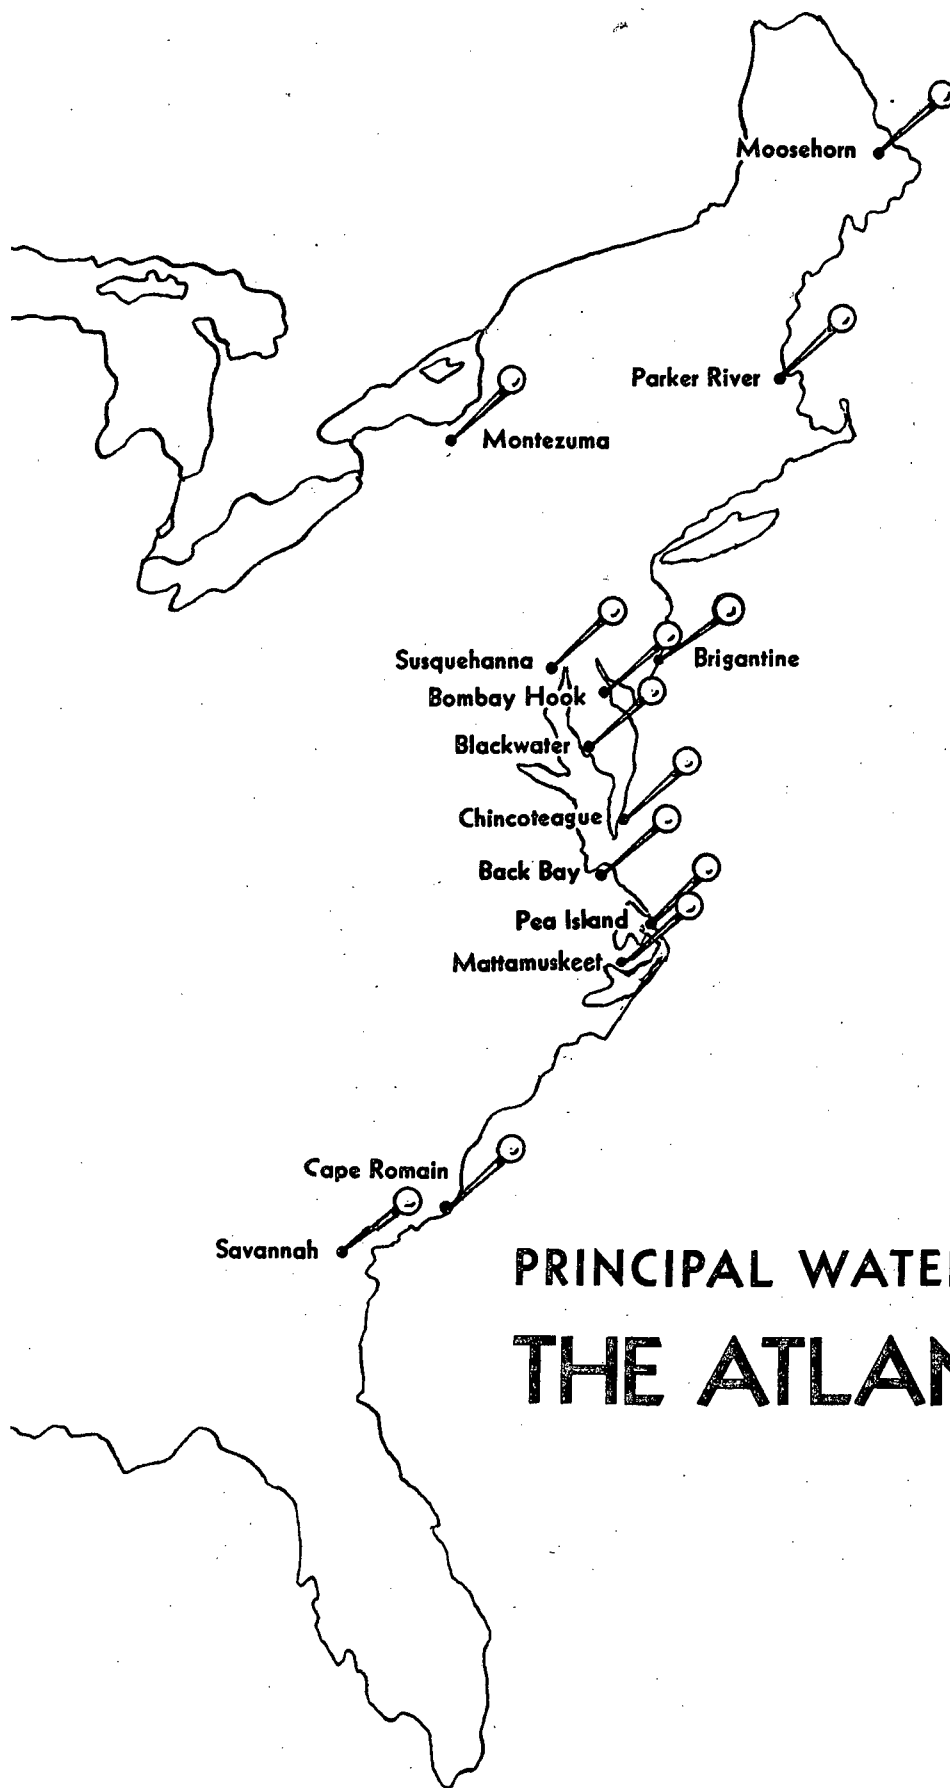 Moosehorn
Parker River
Montezuma
Susquehanna
Brigantine
Bombay Hook
Blackwater
Chincoteague
Back Bay
Pea Island
Mattamuskeet
Cape Romain
Savannah
PRINCIPAL WATE
THE ATLAN